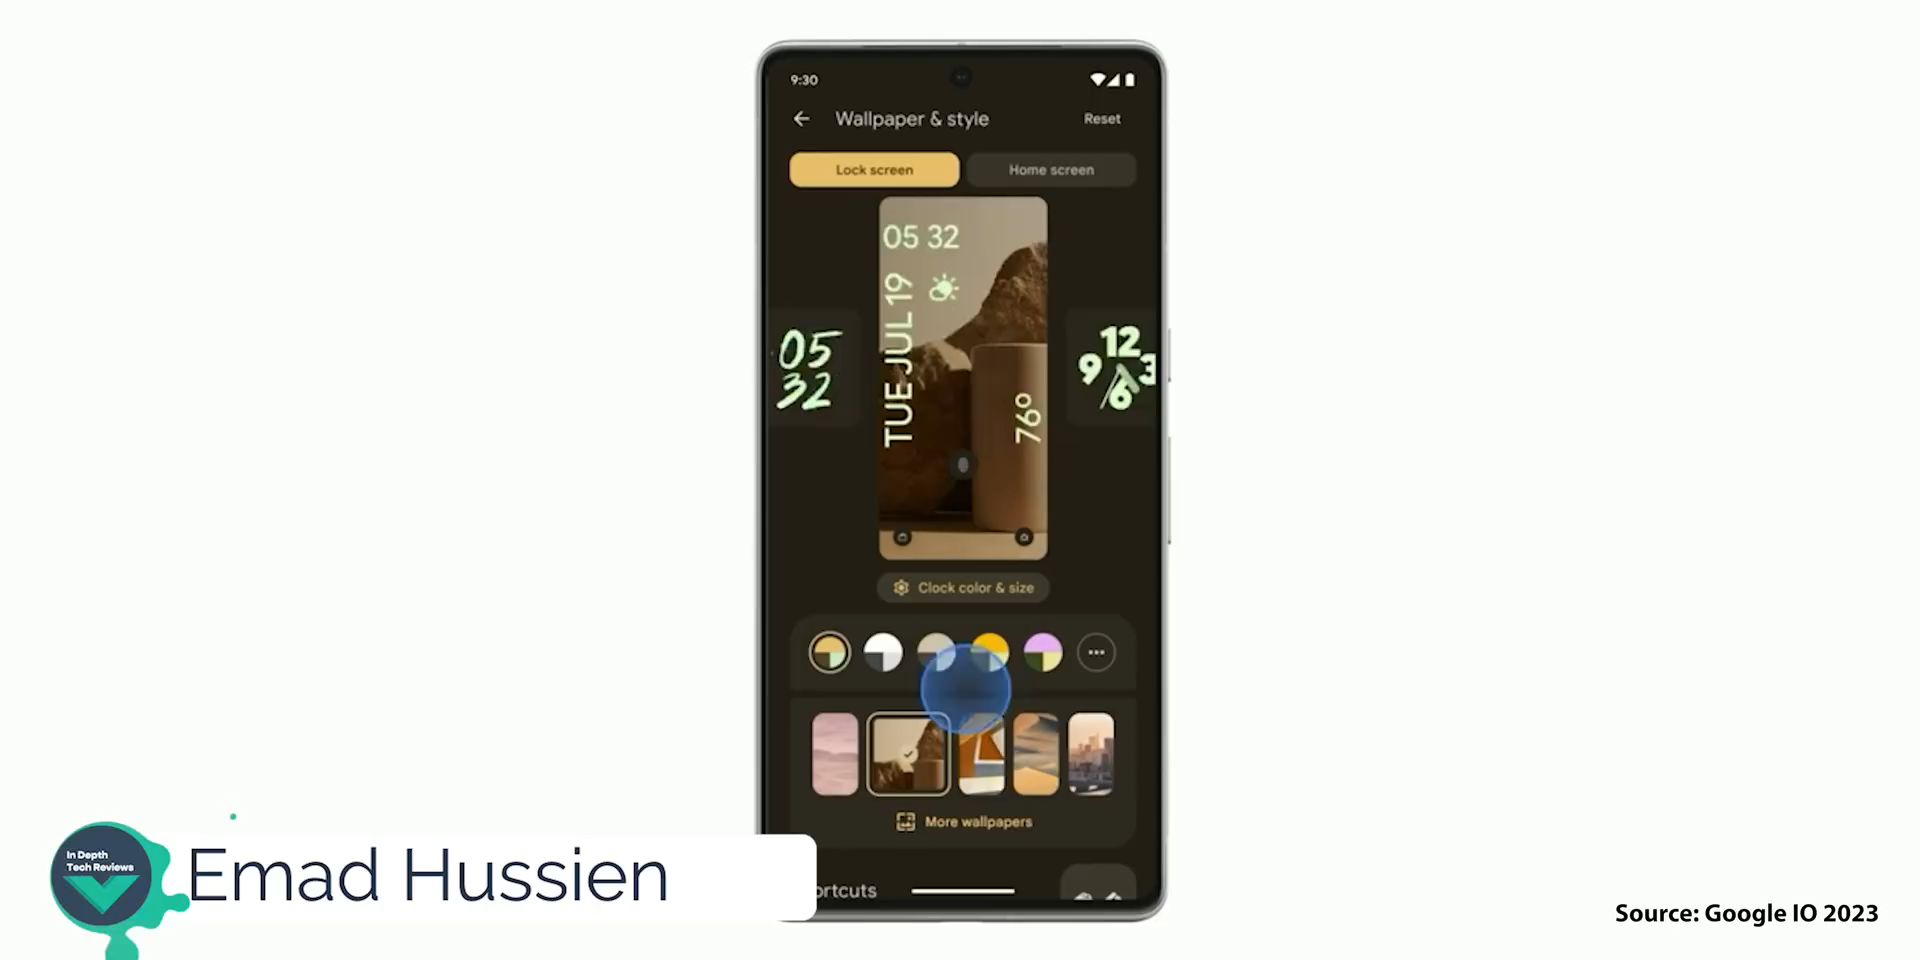 9:30
Wallpaper & style
Reset
Lock screen
Home screen
05 32
TUE JUL 19
76°
05
32
12
9 3
6
Clock color & size
More wallpapers
ortcuts
In Depth
Tech Reviews
Emad Hussien
Source: Google IO 2023